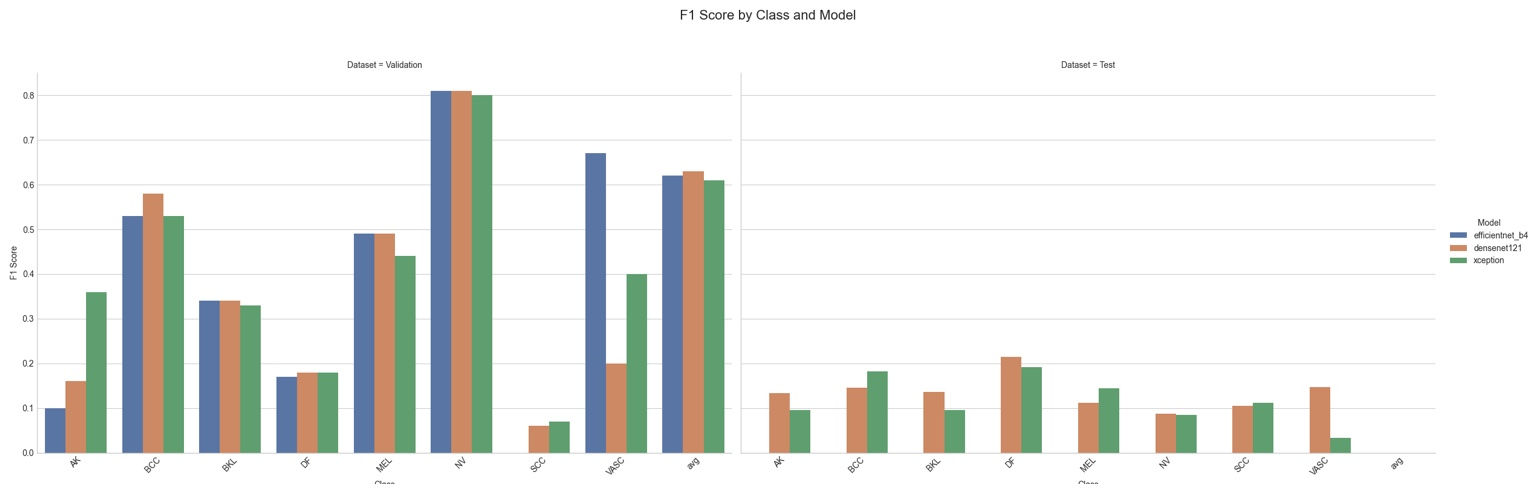 F1 Score by Class and Model
Dataset = Validation
Dataset = Test
F1 Score
0.8
0.7
0.6
0.5
0.4
0.3
0.2
0.1
0.0
AK
BCC
BKL
DF
MEL
NV
SCC
VASC
avg
AK
BCC
BKL
DF
MEL
NV
SCC
VASC
avg
Class
Class
Model
efficientnet_b4
densenet121
xception